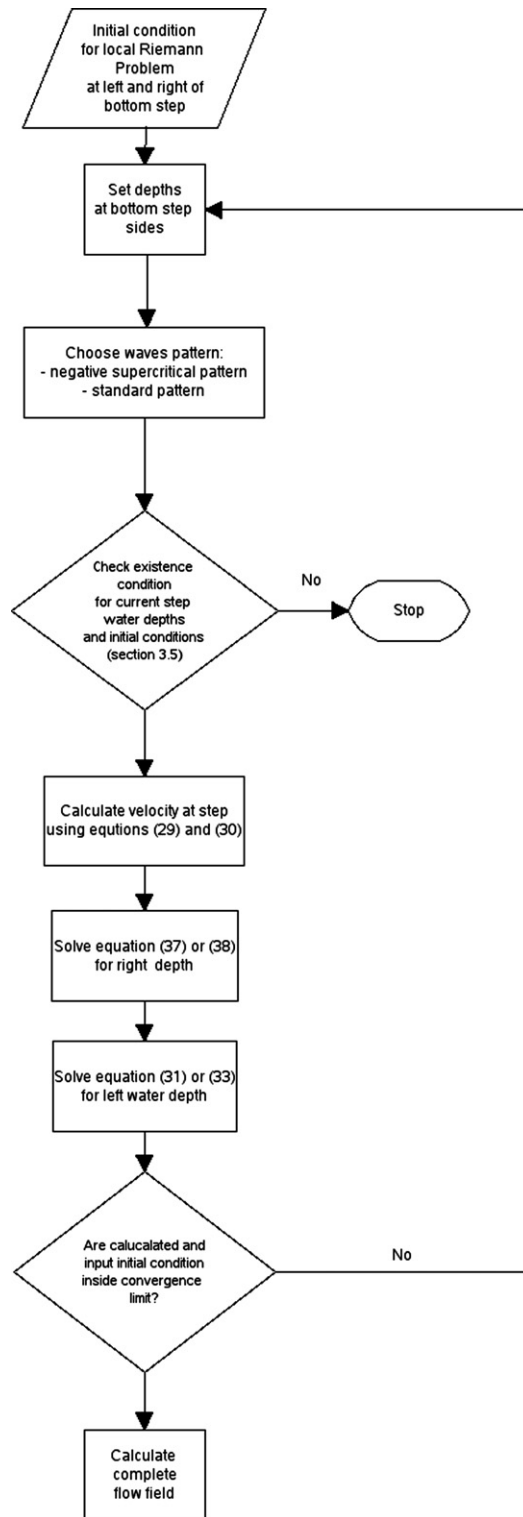 Initial condition
for local Riemann
Problem
at left and right of
bottom step
Set depths
at bottom step
sides
Choose waves pattern:
- negative supercritical pattern
- standard pattern
Check existence
condition
for current step
water depths
and initial conditions
(section 3.5)
No
Stop
Calculate velocity at step
using equtions (29) and (30)
Solve equation (37) or (38)
for right depth
Solve equation (31) or (33)
for left water depth
Are calucalated and
input initial condition
inside convergence
limit?
No
Calculate
complete
flow field